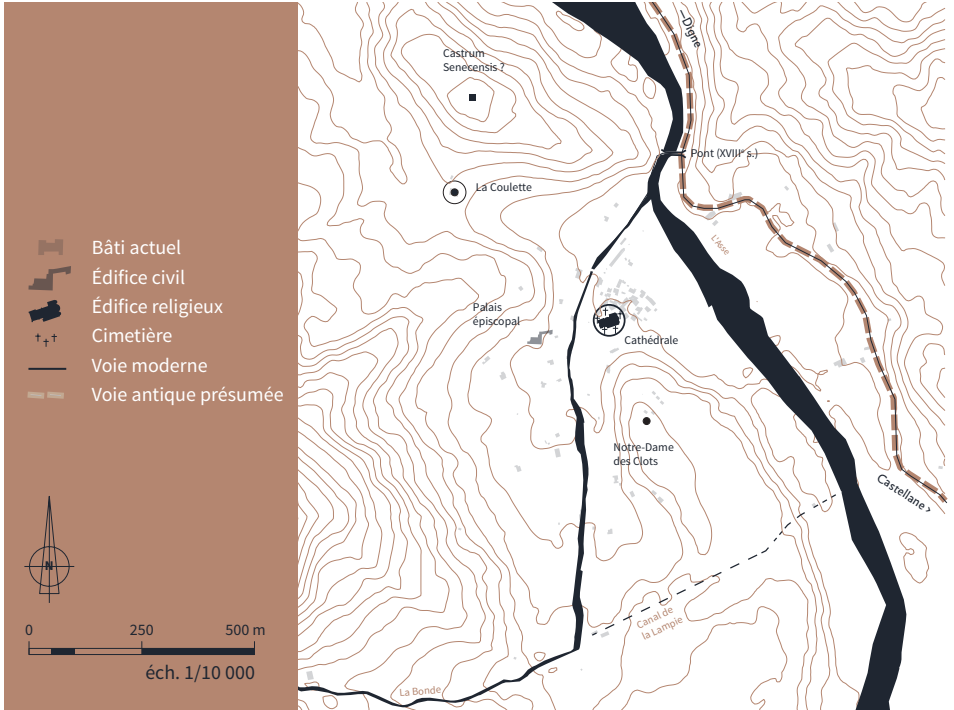 Bâti actuel
Édifice civil
Édifice religieux
Cimetière
Voie moderne
Voie antique présumée
N
0 250 500 m
éch. 1/10 000
‹Digne
Castrum
Senecensis ?
Pont (XVIIIᵉ s.)
La Coulette
L'Asse
Palais
épiscopal
Cathédrale
Notre-Dame
des Clots
Castellane ›
Canal de
la Lampie
La Bonde